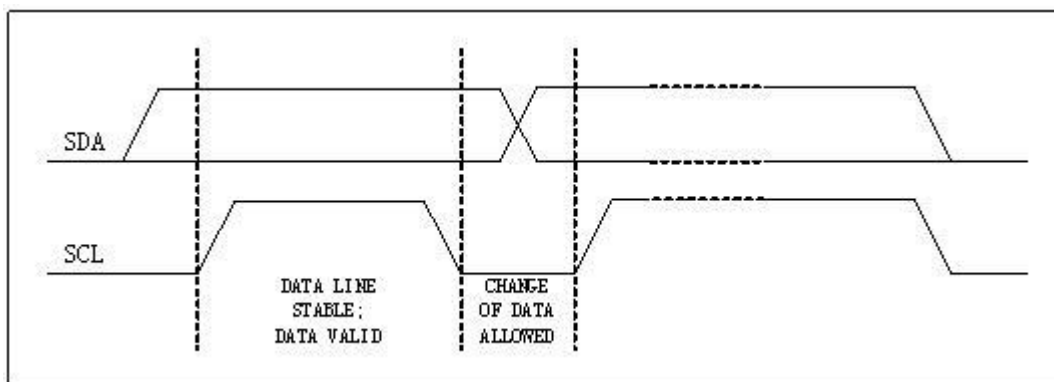 SDA
SCL
DATA LINE
STABLE;
DATA VALID
CHANGE
OF DATA
ALLOWED